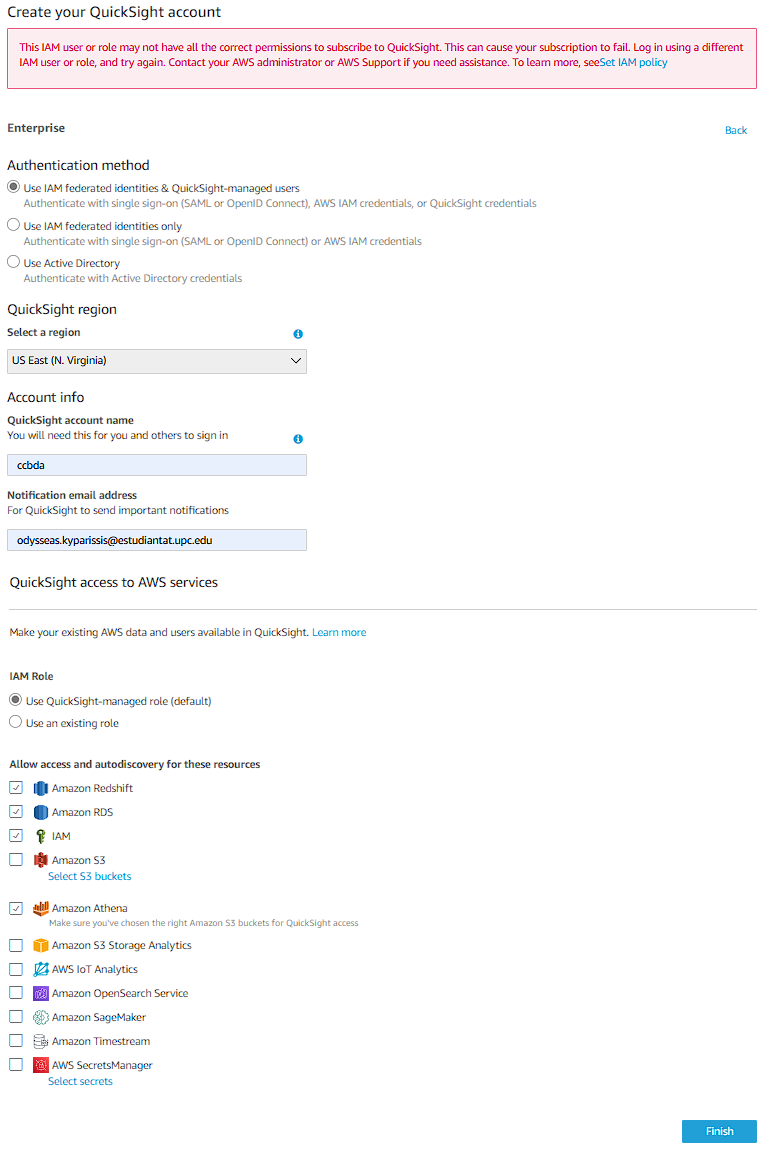 Create your QuickSight account
This IAM user or role may not have all the correct permissions to subscribe to QuickSight. This can cause your subscription to fail. Log in using a different
IAM user or role, and try again. Contact your AWS administrator or AWS Support if you need assistance. To learn more, seeSet IAM policy
Enterprise
Back
Authentication method
Use IAM federated identities & QuickSight-managed users
Authenticate with single sign-on (SAML or OpenID Connect), AWS IAM credentials, or QuickSight credentials
Use IAM federated identities only
Authenticate with single sign-on (SAML or OpenID Connect) or AWS IAM credentials
Use Active Directory
Authenticate with Active Directory credentials
QuickSight region
Select a region
US East (N. Virginia)
Account info
QuickSight account name
You will need this for you and others to sign in
ccbda
Notification email address
For QuickSight to send important notifications
odysseas.kyparissis@estudiantat.upc.edu
QuickSight access to AWS services
Make your existing AWS data and users available in QuickSight. Learn more
IAM Role
Use QuickSight-managed role (default)
Use an existing role
Allow access and autodiscovery for these resources
Amazon Redshift
Amazon RDS
IAM
Amazon S3
Select S3 buckets
Amazon Athena
Make sure you've chosen the right Amazon S3 buckets for QuickSight access
Amazon S3 Storage Analytics
AWS IoT Analytics
Amazon OpenSearch Service
Amazon SageMaker
Amazon Timestream
AWS SecretsManager
Select secrets
Finish